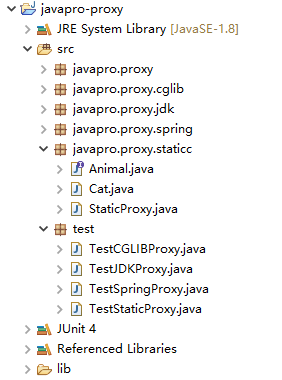 javapro-proxy
JRE System Library [JavaSE-1.8]
src
javapro.proxy
javapro.proxy.cglib
javapro.proxy.jdk
javapro.proxy.spring
javapro.proxy.staticc
Animal.java
Cat.java
StaticProxy.java
test
TestCGLIBProxy.java
TestJDKProxy.java
TestSpringProxy.java
TestStaticProxy.java
JUnit 4
Referenced Libraries
lib